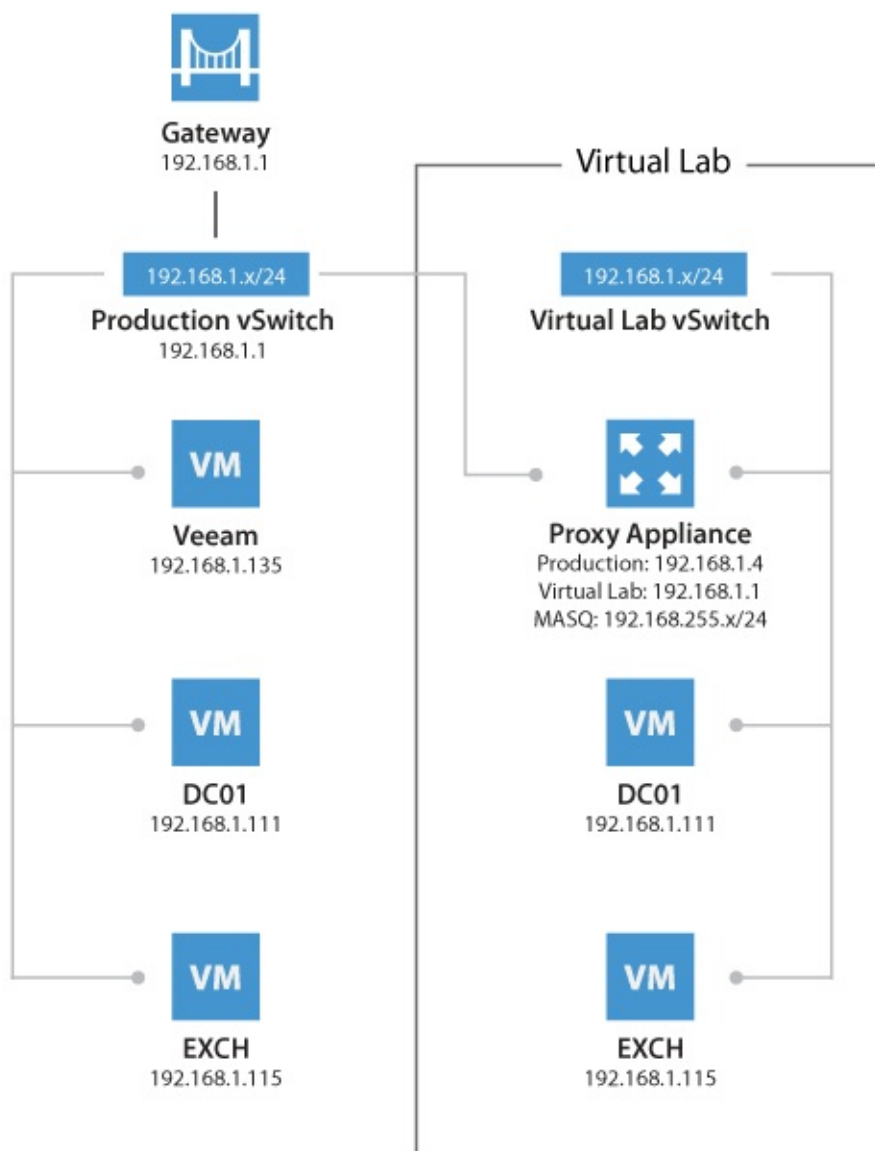 Gateway
192.168.1.1
Virtual Lab
192.168.1.x/24
Production vSwitch
192.168.1.1
192.168.1.x/24
Virtual Lab vSwitch
VM
Veeam
192.168.1.135
Proxy Appliance
Production: 192.168.1.4
Virtual Lab: 192.168.1.1
MASQ: 192.168.255.x/24
VM
DC01
192.168.1.111
VM
DC01
192.168.1.111
VM
EXCH
192.168.1.115
VM
EXCH
192.168.1.115